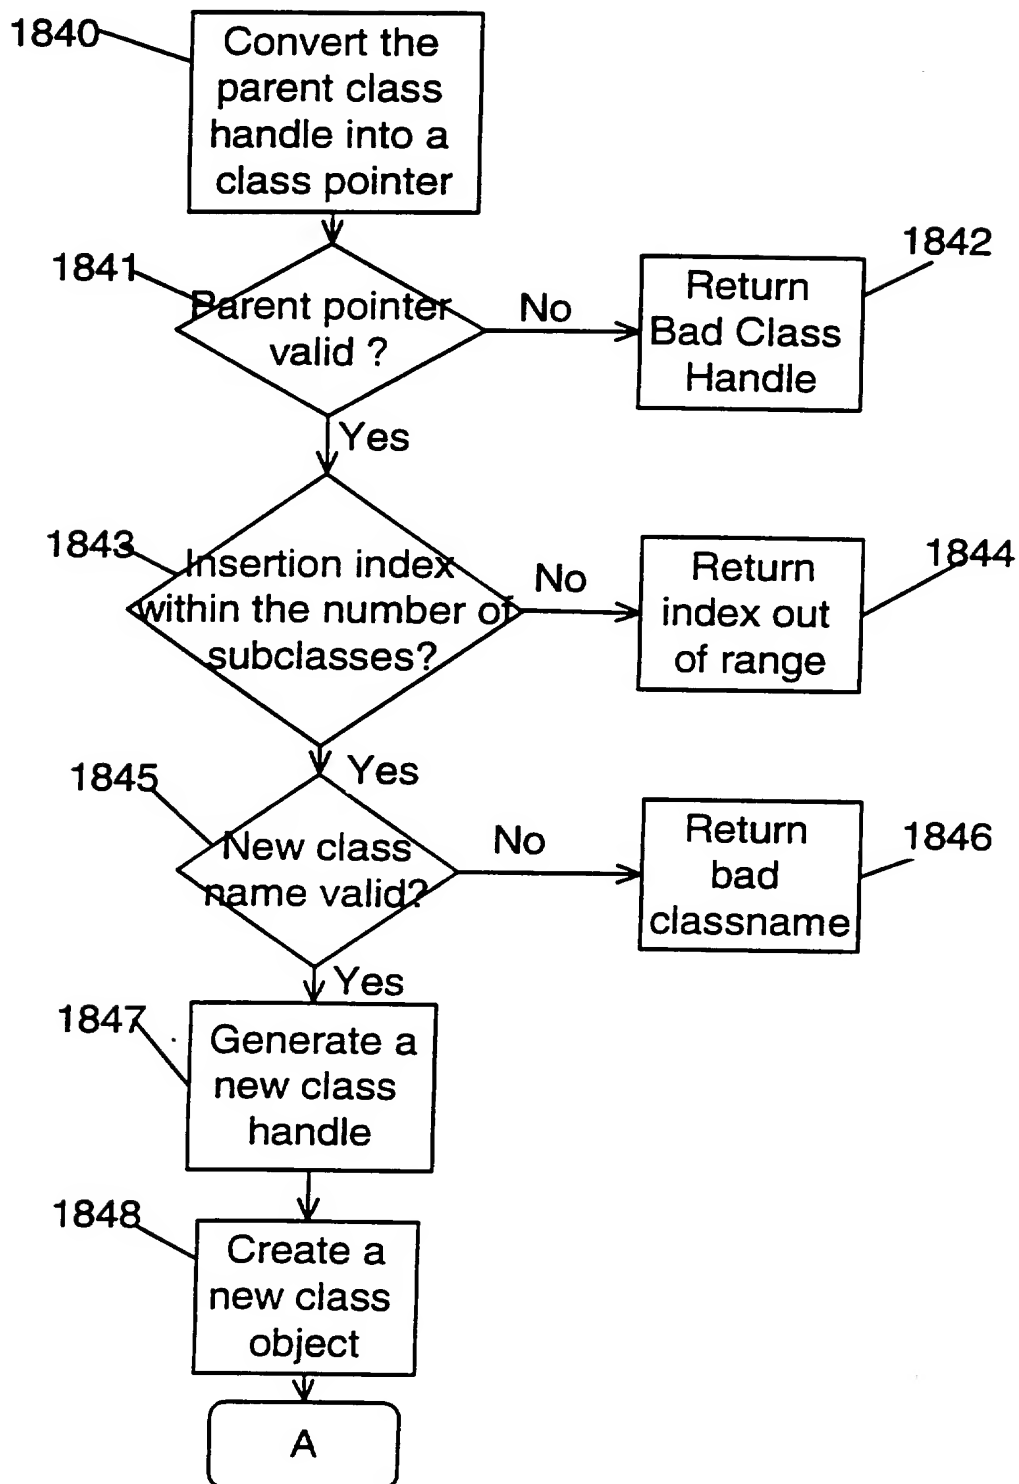 1840
Convert the
parent class
handle into a
class pointer
1841
Parent pointer
valid ?
No
1842
Return
Bad Class
Handle
Yes
1843
Insertion index
within the number of
subclasses?
No
1844
Return
index out
of range
Yes
1845
New class
name valid?
No
1846
Return
bad
classname
Yes
1847
Generate a
new class
handle
1848
Create a
new class
object
A